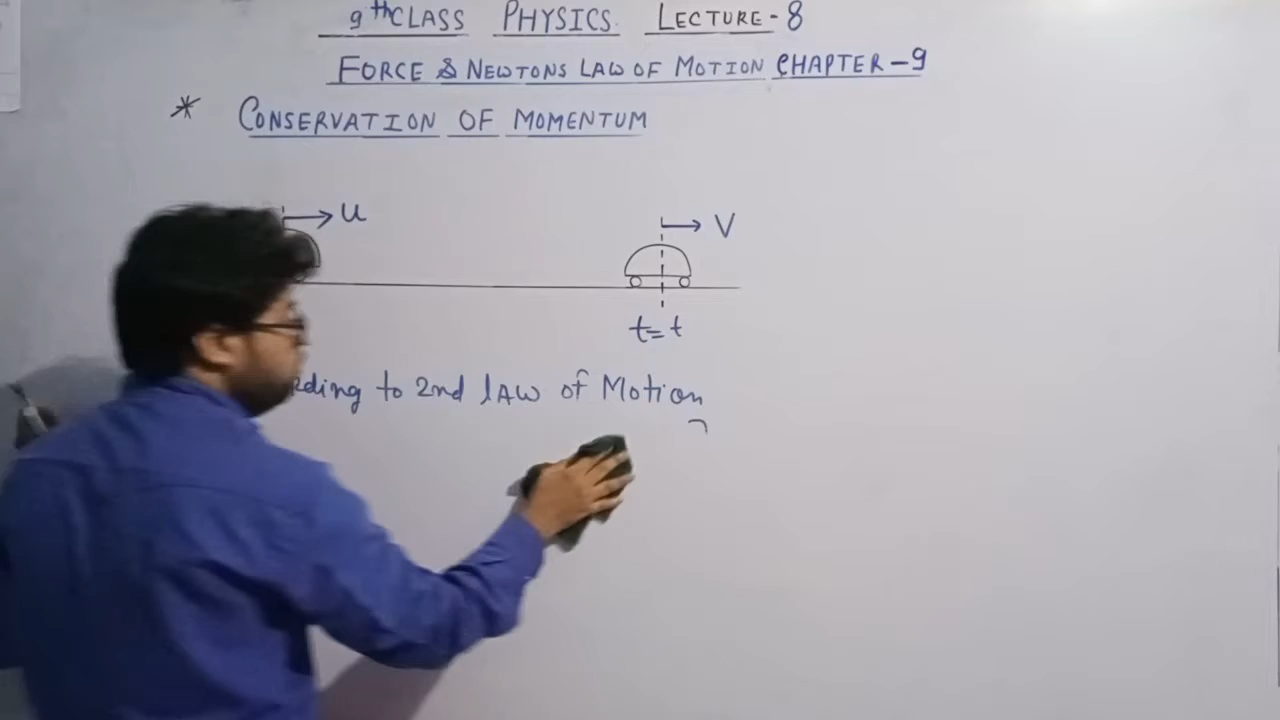 9th CLASS PHYSICS. LECTURE-8
FORCE & NEWTONS LAW OF MOTION CHAPTER-9
* CONSERVATION OF MOMENTUM
u
V
t=t
to 2nd lAW of Motion